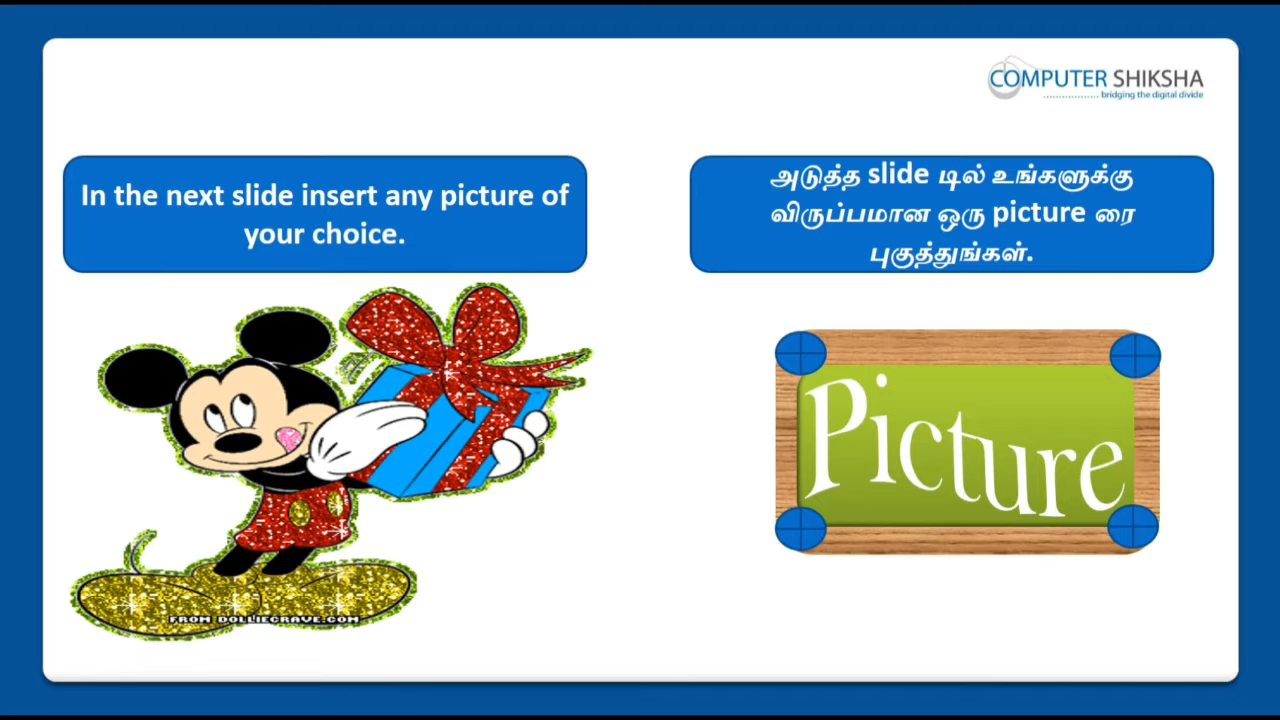 COMPUTER SHIKSHA
bridging the digital divide
In the next slide insert any picture of
your choice.
அடுத்த slide டில் உங்களுக்கு
விருப்பமான ஒரு picture ரை
புகுத்துங்கள்.
Picture
FROM DOLLIECRAVE.COM